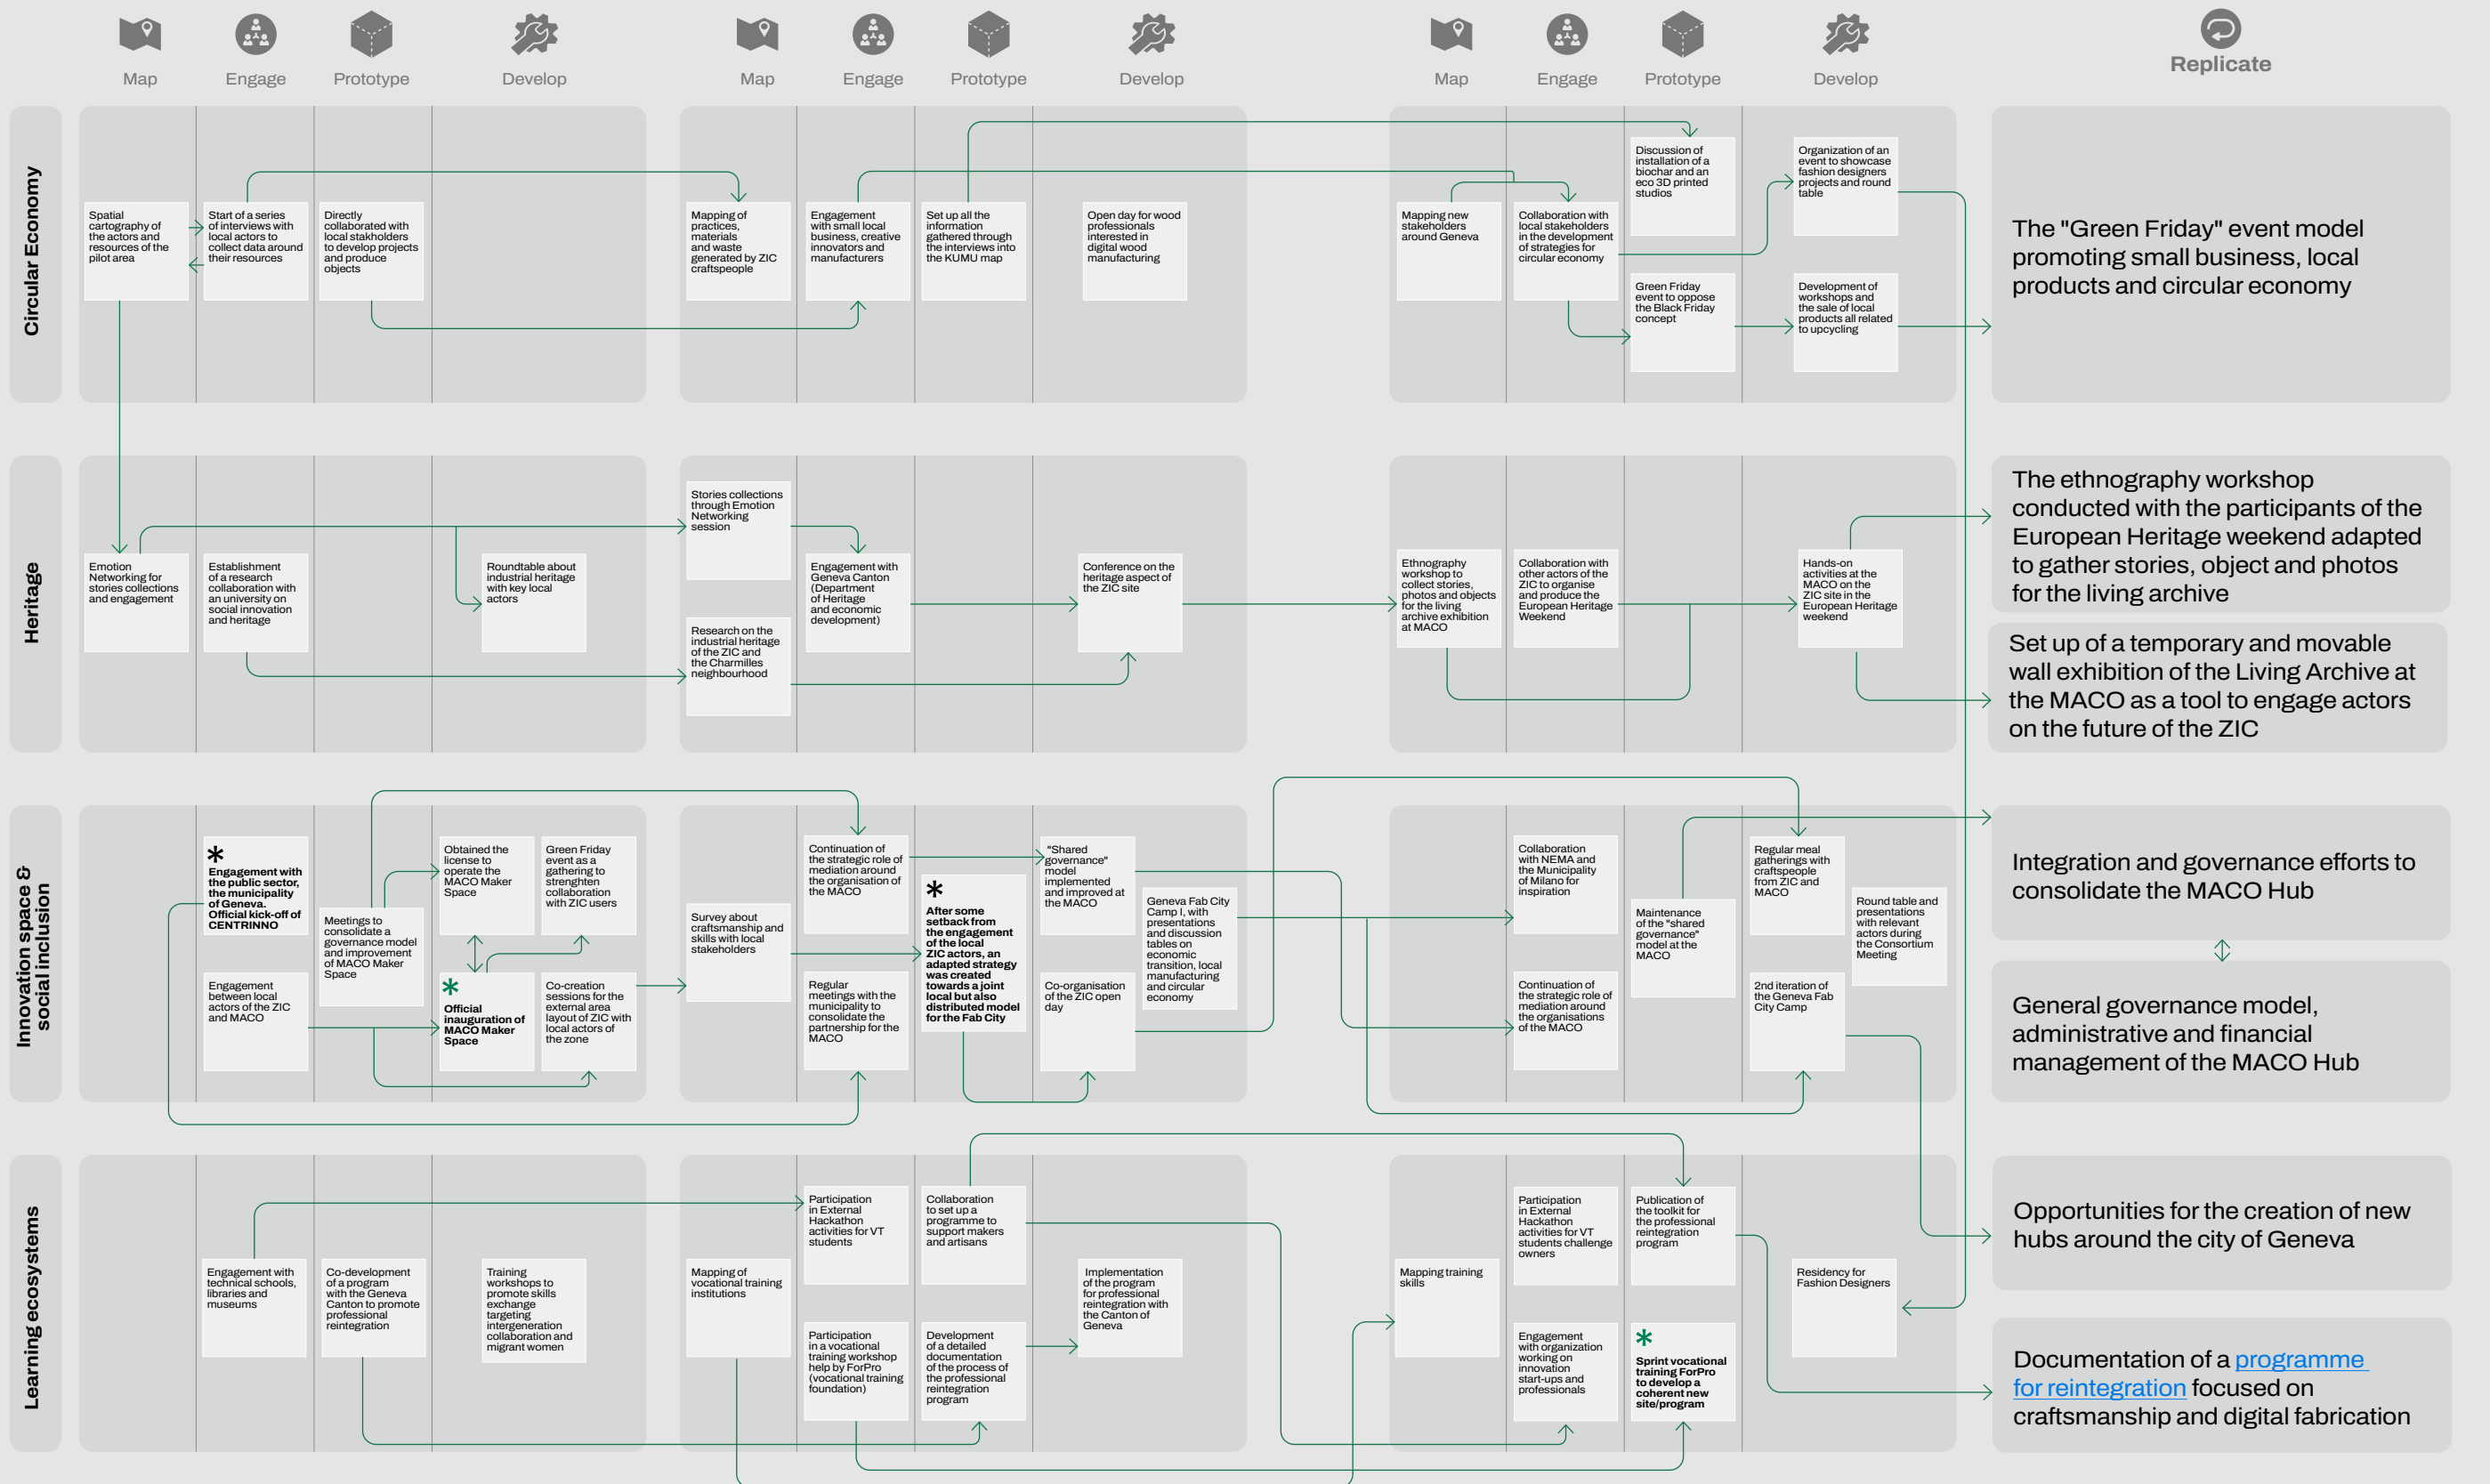 Map
Engage
Prototype
Develop
Map
Engage
Prototype
Develop
Map
Engage
Prototype
Develop
Replicate
Circular Economy
Spatial
cartography of
the actors and
resources of the
pilot area
Start of a series
of interviews with
local actors to
collect data around
their resources
Directly
collaborated with
local stakholders
to develop projects
and produce
objects
Mapping of
practices,
materials
and waste
generated by ZIC
craftspeople
Engagement
with small local
business, creative
innovators and
manufacturers
Set up all the
information
gathered through
the interviews into
the KUMU map
Open day for wood
professionals
interested in
digital wood
manufacturing
Mapping new
stakeholders
around Geneva
Collaboration with
local stakeholders
in the development
of strategies for
circular economy
Discussion of
installation of a
biochar and an
eco 3D printed
studios
Green Friday
event to oppose
the Black Friday
concept
Organization of an
event to showcase
fashion designers
projects and round
table
Development of
workshops and
the sale of local
products all related
to upcycling
The "Green Friday" event model
promoting small business, local
products and circular economy
Heritage
Emotion
Networking for
stories collections
and engagement
Establishment
of a research
collaboration with
an university on
social innovation
and heritage
Roundtable about
industrial heritage
with key local
actors
Stories collections
through Emotion
Networking
session
Research on the
industrial heritage
of the ZIC and
the Charmilles
neighbourhood
Engagement with
Geneva Canton
(Department
of Heritage
and economic
development)
Conference on the
heritage aspect of
the ZIC site
Ethnography
workshop to
collect stories,
photos and objects
for the living
archive exhibition
at MACO
Collaboration with
other actors of the
ZIC to organise
and produce the
European Heritage
Weekend
Hands-on
activities at the
MACO on the
ZIC site in the
European Heritage
weekend
The ethnography workshop
conducted with the participants of the
European Heritage weekend adapted
to gather stories, object and photos
for the living archive
Set up of a temporary and movable
wall exhibition of the Living Archive at
the MACO as a tool to engage actors
on the future of the ZIC
Innovation space &
social inclusion
*
Engagement with
the public sector,
the municipality
of Geneva.
Official kick-off of
CENTRINNO
Engagement
between local
actors of the ZIC
and MACO
Meetings to
consolidate a
governance model
and improvement
of MACO Maker
Space
Obtained the
license to
operate the
MACO Maker
Space
*
Official
inauguration of
MACO Maker
Space
Green Friday
event as a
gathering to
strenghten
collaboration
with ZIC users
Co-creation
sessions for the
external area
layout of ZIC with
local actors of
the zone
Survey about
craftmanship and
skills with local
stakeholders
Continuation of
the strategic role of
mediation around
the organisation of
the MACO
Regular
meetings with the
municipality to
consolidate the
partnership for the
MACO
*
After some
setback from
the engagement
of the local
ZIC actors, an
adapted strategy
was created
towards a joint
local but also
distributed model
for the Fab City
"Shared
governance"
model
implemented
and improved at
the MACO
Co-organisation
of the ZIC open
day
Geneva Fab City
Camp I, with
presentations
and discussion
tables on
economic
transition, local
manufacturing
and circular
economy
Collaboration
with NEMA and
the Municipality
of Milano for
inspiration
Continuation of
the strategic role of
mediation around
the organisations
of the MACO
Maintenance
of the "shared
governance"
model at the
MACO
Regular meal
gatherings with
craftspeople
from ZIC and
MACO
2nd iteration of
the Geneva Fab
City Camp
Round table and
presentations
with relevant
actors during
the Consortium
Meeting
Integration and governance efforts to
consolidate the MACO Hub
General governance model,
administrative and financial
management of the MACO Hub
Learning ecosystems
Engagement with
technical schools,
libraries and
museums
Co-development
of a program
with the Geneva
Canton to promote
professional
reintegration
Training
workshops to
promote skills
exchange
targeting
intergeneration
collaboration and
migrant women
Mapping of
vocational training
institutions
Participation
in External
Hackathon
activities for VT
students
Participation
in a vocational
training workshop
help by ForPro
(vocational training
foundation)
Collaboration
to set up a
programme to
support makers
and artisans
Development
of a detailed
documentation
of the process of
the professional
reintegration
program
Implementation
of the program
for professional
reintegration with
the Canton of
Geneva
Mapping training
skills
Participation
in External
Hackathon
activities for VT
students challenge
owners
Engagement
with organization
working on
innovation
start-ups and
professionals
Publication of
the toolkit for
the professional
reintegration
program
*
Sprint vocational
training ForPro
to develop a
coherent new
site/program
Residency for
Fashion Designers
Opportunities for the creation of new
hubs around the city of Geneva
Documentation of a programme
for reintegration focused on
craftsmanship and digital fabrication